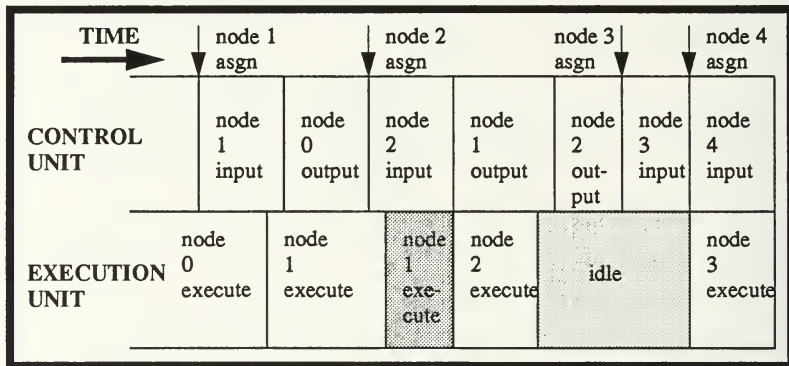 TIME
node 1
asgn
node 2
asgn
node 3
asgn
node 4
asgn
CONTROL
UNIT
node
1
input
node
0
output
node
2
input
node
1
output
node
2
out-
put
node
3
input
node
4
input
EXECUTION
UNIT
node
0
execute
node
1
execute
node
1
exe-
cute
node
2
execute
idle
node
3
execute